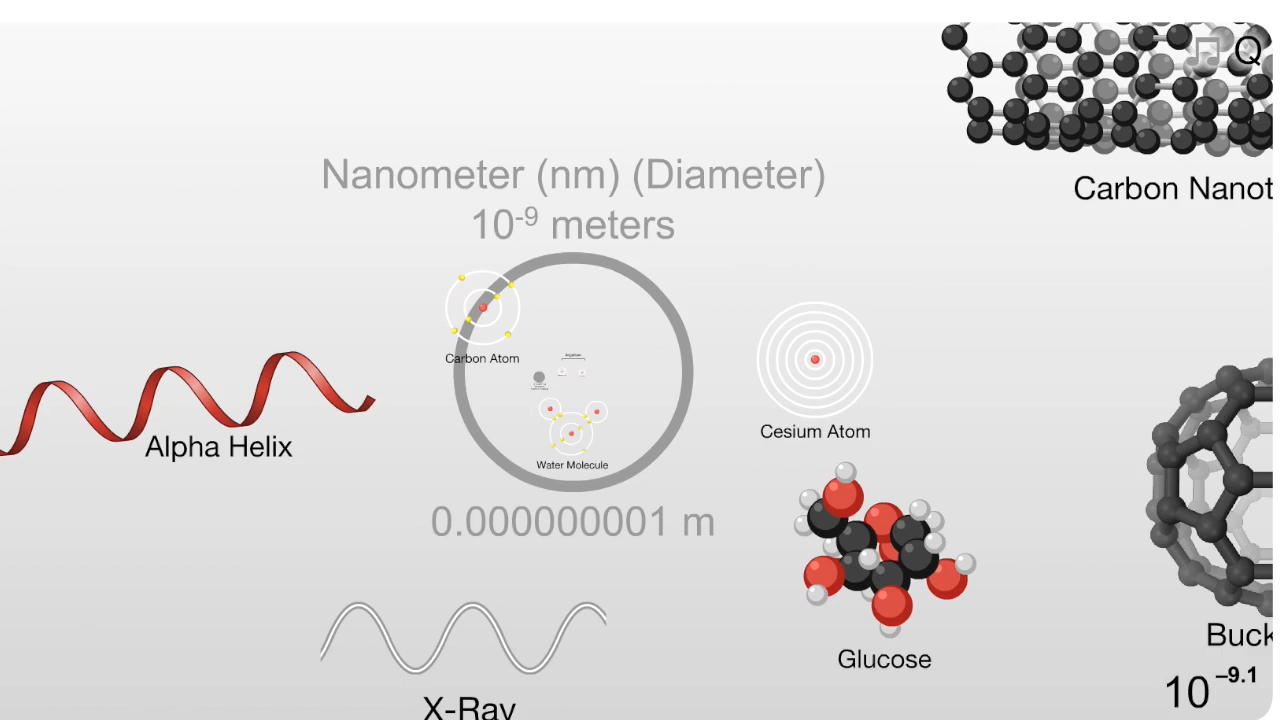 Q
Carbon Nanot
Nanometer (nm) (Diameter)
10⁻⁹ meters
Carbon Atom
Cesium Atom
Alpha Helix
Water Molecule
0.000000001 m
Glucose
Buck
X-Ray
10⁻⁹·¹